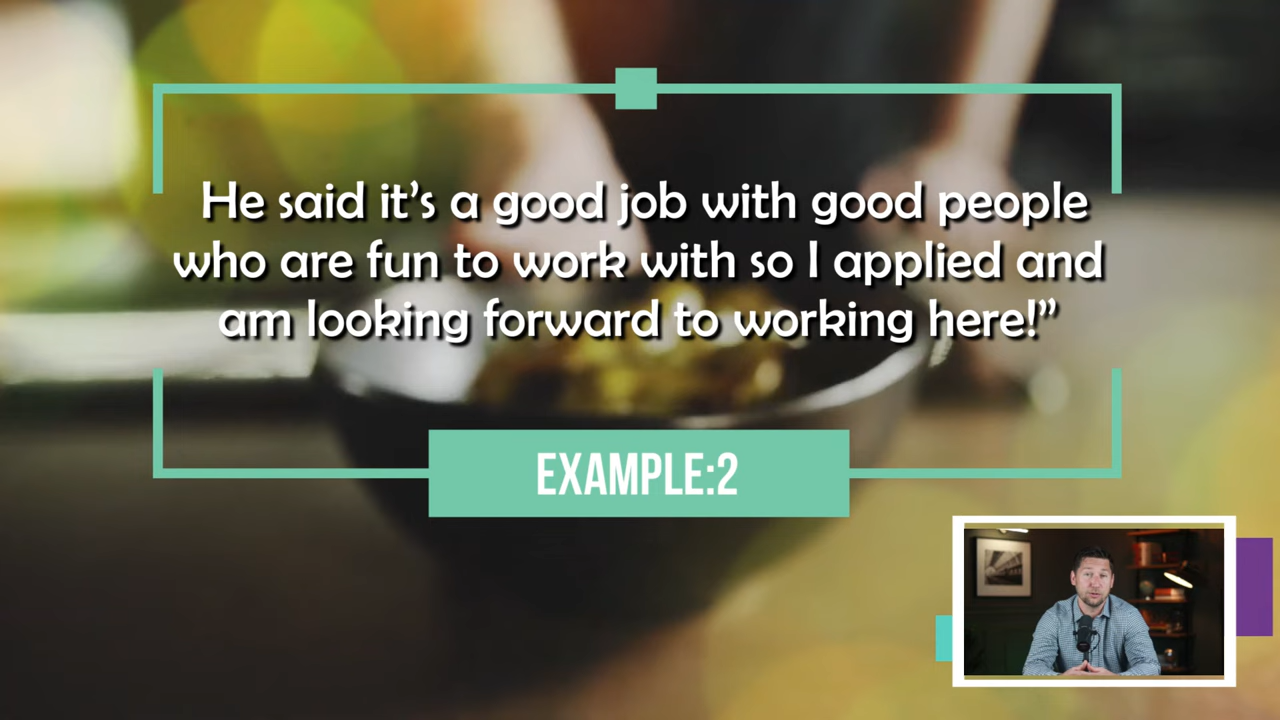 He said it’s a good job with good people
who are fun to work with so I applied and
am looking forward to working here!”
EXAMPLE:2